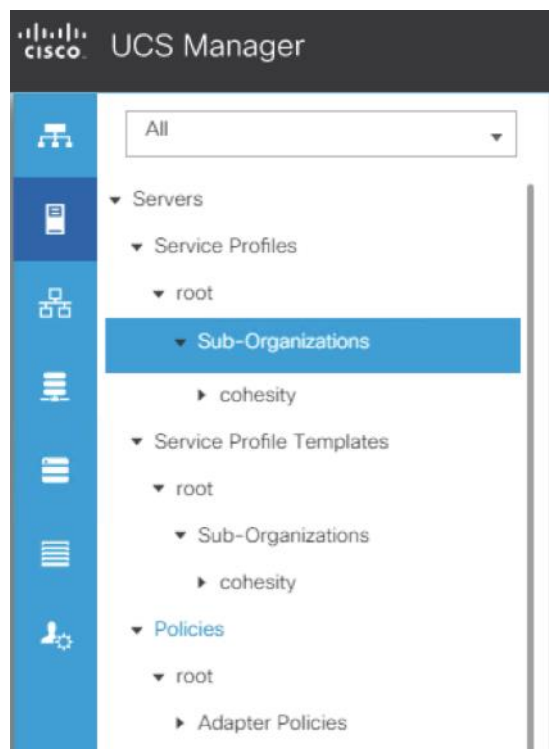 cisco. UCS Manager
All
Servers
Service Profiles
root
Sub-Organizations
cohesity
Service Profile Templates
root
Sub-Organizations
cohesity
Policies
root
Adapter Policies